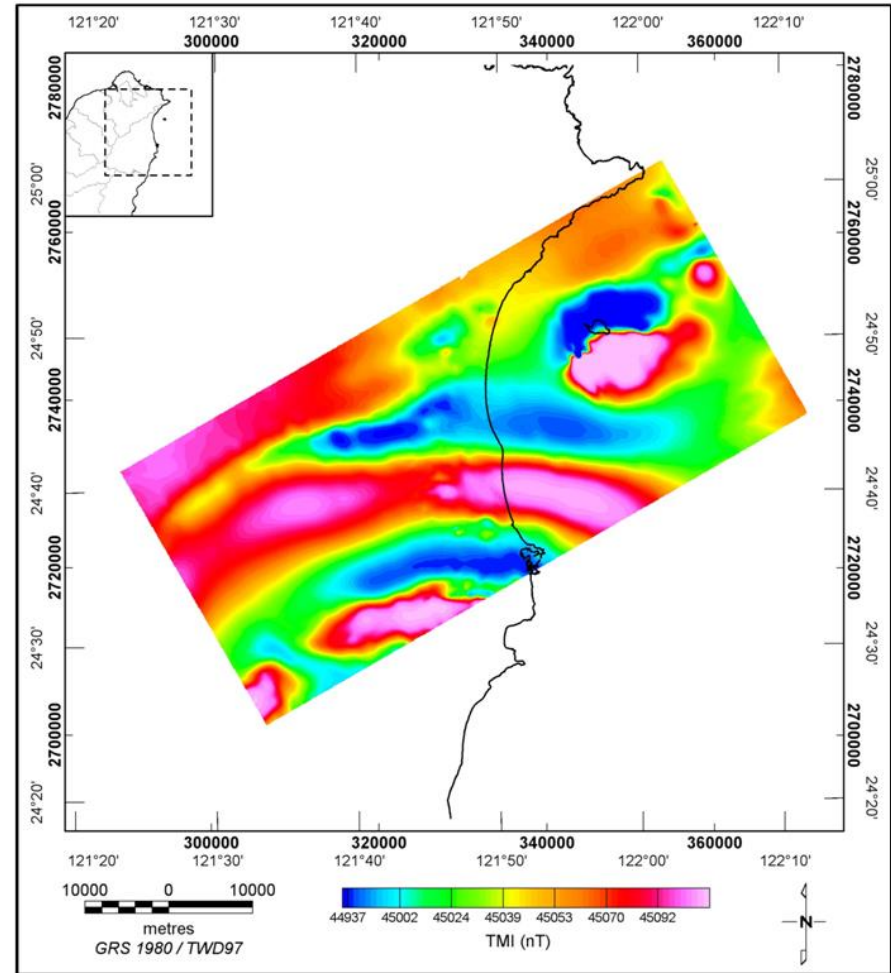 121°20' 121°30' 121°40' 121°50' 122°00' 122°10'
300000 320000 340000 360000
2780000 2780000
25°00' 25°00'
2760000 2760000
24°50' 24°50'
2740000 2740000
24°40' 24°40'
2720000 2720000
24°30' 24°30'
2700000 2700000
24°20' 24°20'
300000 320000 340000 360000
121°20' 121°30' 121°40' 121°50' 122°00' 122°10'
10000 0 10000
metres
GRS 1980 / TWD97
44937 45002 45024 45039 45053 45070 45092
TMI (nT)
N